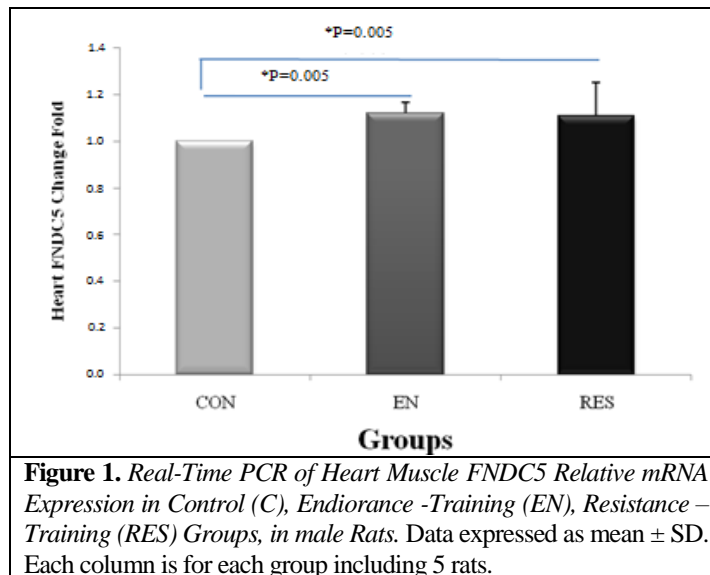 *P=0.005
*P=0.005
1.4
1.2
1.0
0.8
0.6
0.4
0.2
0.0
Heart FNDC5 Change Fold
CON EN RES
Groups
Figure 1. Real-Time PCR of Heart Muscle FNDC5 Relative mRNA
Expression in Control (C), Endiorance -Training (EN), Resistance –
Training (RES) Groups, in male Rats. Data expressed as mean ± SD.
Each column is for each group including 5 rats.